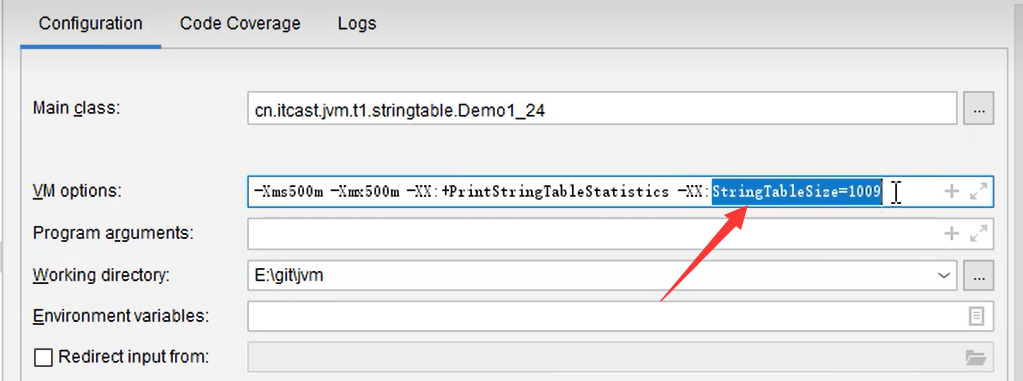 Configuration Code Coverage Logs
Main class: cn.itcast.jvm.t1.stringtable.Demo1_24 ...
VM options: -Xms500m -Xmx500m -XX:+PrintStringTableStatistics -XX:StringTableSize=1009
Program arguments:
Working directory: E:\git\jvm ...
Environment variables:
Redirect input from: